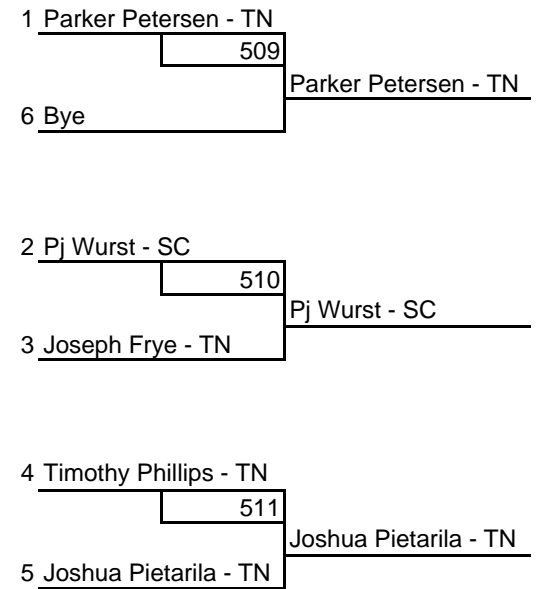 1 Parker Petersen - TN
509
Parker Petersen - TN
6 Bye
2 Pj Wurst - SC
510
Pj Wurst - SC
3 Joseph Frye - TN
4 Timothy Phillips - TN
511
Joshua Pietarila - TN
5 Joshua Pietarila - TN